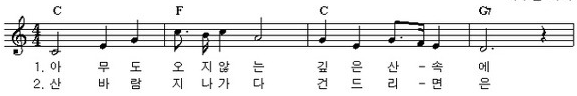 C F C G7
1. 아 무 도 오 지 않 는 깊 은 산 - 속 에
2. 산 바 람 지 나 가 다 건 드 리 - 면 은